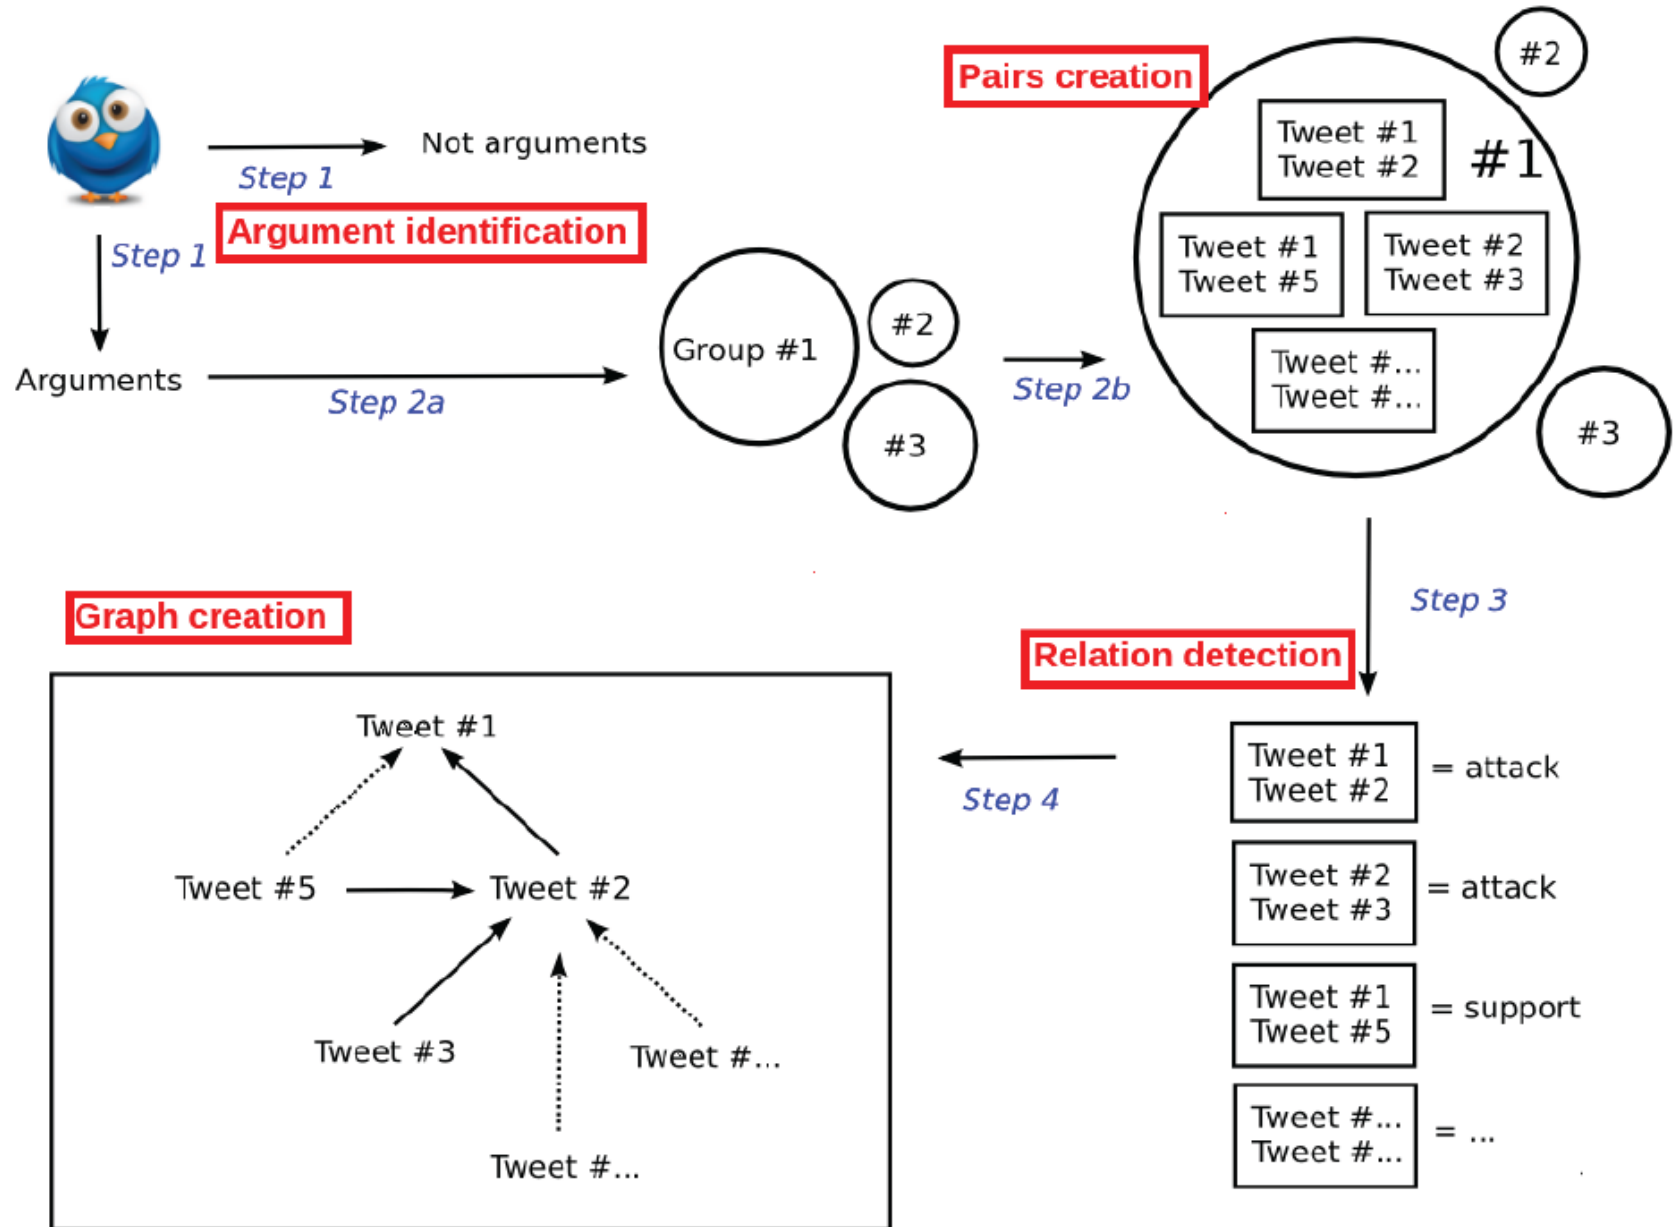 Not arguments
Step 1
Argument identification
Step 1
Arguments
Step 2a
Group #1
#2
#3
Step 2b
Pairs creation
#2
Tweet #1
Tweet #2
#1
Tweet #1
Tweet #5
Tweet #2
Tweet #3
Tweet #...
Tweet #...
#3
Step 3
Relation detection
Tweet #1
Tweet #2
= attack
Tweet #2
Tweet #3
= attack
Tweet #1
Tweet #5
= support
Tweet #...
Tweet #...
= ...
Step 4
Graph creation
Tweet #1
Tweet #5
Tweet #2
Tweet #3
Tweet #...
Tweet #...